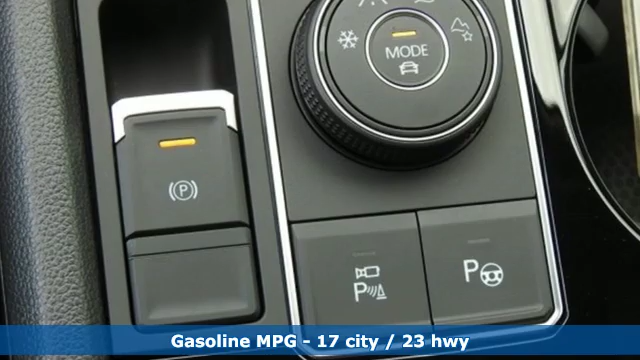 MODE
(P)
P
P
Gasoline MPG - 17 city / 23 hwy